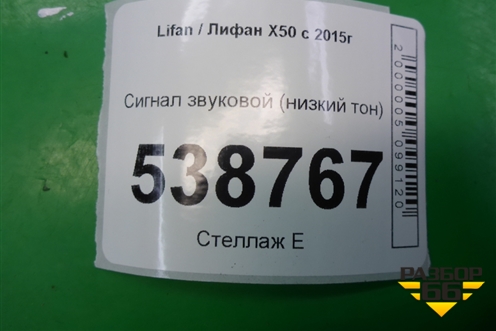 Lifan / Лифан X50 с 2015г
Сигнал звуковой (низкий тон)
538767
Стеллаж Е
2000005099120
РАЗБОР
66